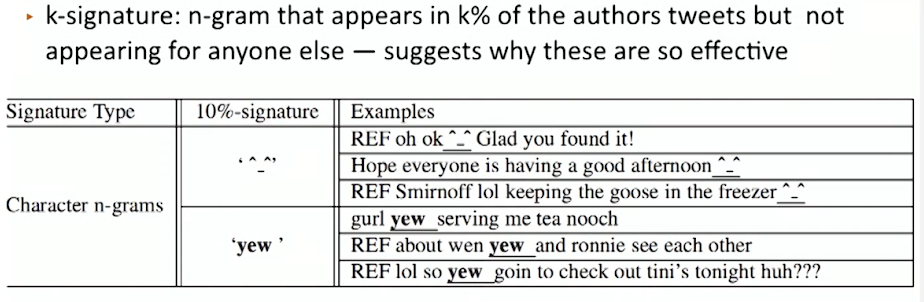 ‣ k-signature: n-gram that appears in k% of the authors tweets but not
appearing for anyone else — suggests why these are so effective
Signature Type 10%-signature Examples
Character n-grams
‘ ^_^’
REF oh ok ^_^ Glad you found it!
Hope everyone is having a good afternoon ^_^
REF Smirnoff lol keeping the goose in the freezer ^_^
‘yew ’
gurl yew serving me tea nooch
REF about wen yew and ronnie see each other
REF lol so yew goin to check out tini’s tonight huh???